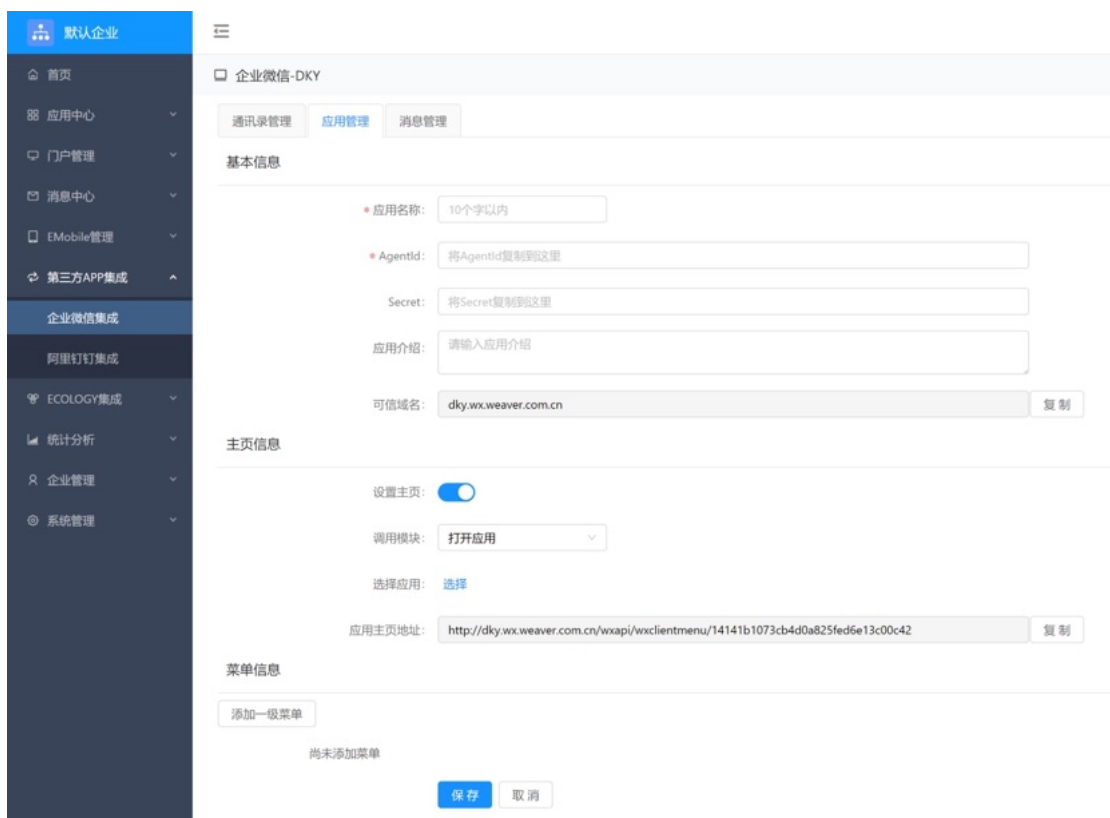 默认企业
首页
企业微信-DKY
应用中心
通讯录管理 应用管理 消息管理
门户管理
基本信息
消息中心
* 应用名称: 10个字以内
EMobile管理
* AgentId: 将AgentId复制到这里
第三方APP集成
Secret: 将Secret复制到这里
企业微信集成
应用介绍: 请输入应用介绍
阿里钉钉集成
ECOLOGY集成
可信域名: dky.wx.weaver.com.cn 复制
统计分析
主页信息
企业管理
设置主页:
系统管理
调用模块: 打开应用
选择应用: 选择
应用主页地址: http://dky.wx.weaver.com.cn/wxapi/wxclientmenu/14141b1073cb4d0a825fed6e13c00c42 复制
菜单信息
添加一级菜单
尚未添加菜单
保存 取消